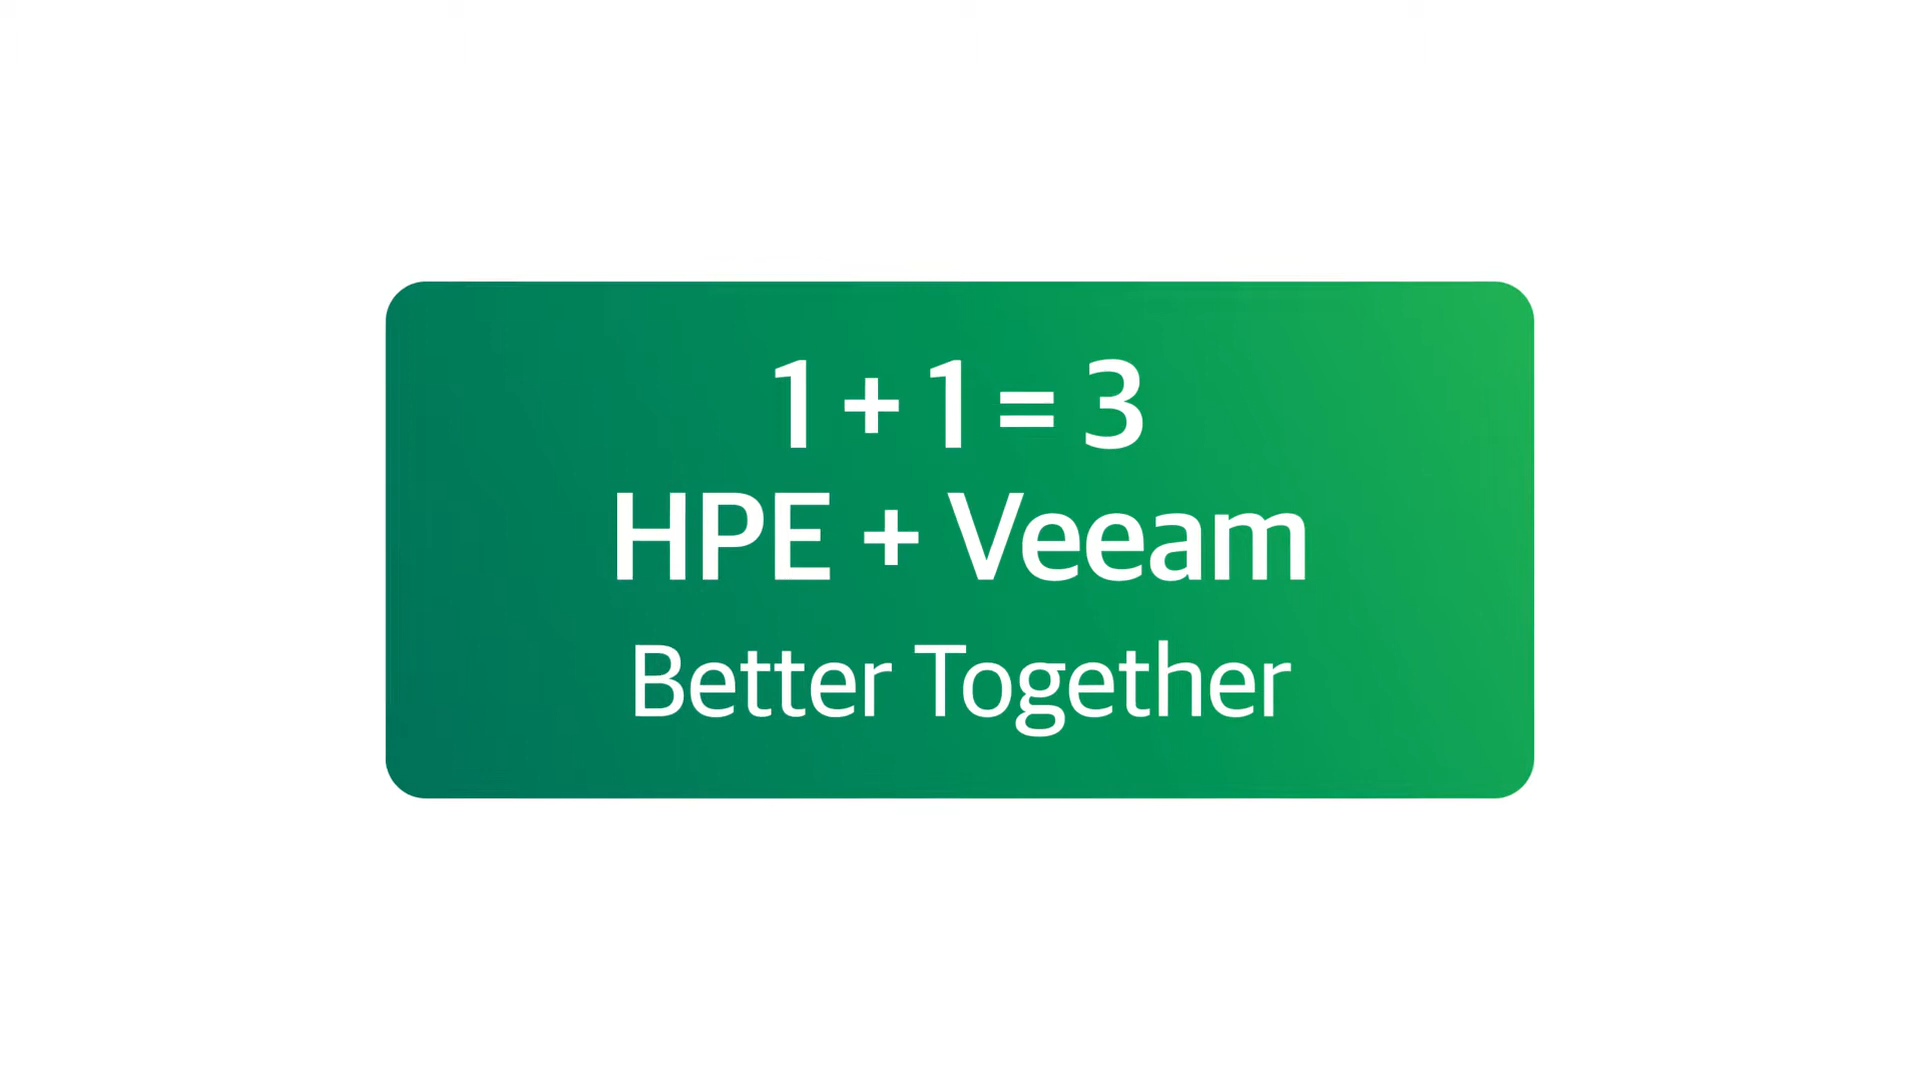 1 + 1 = 3
HPE + Veeam
Better Together